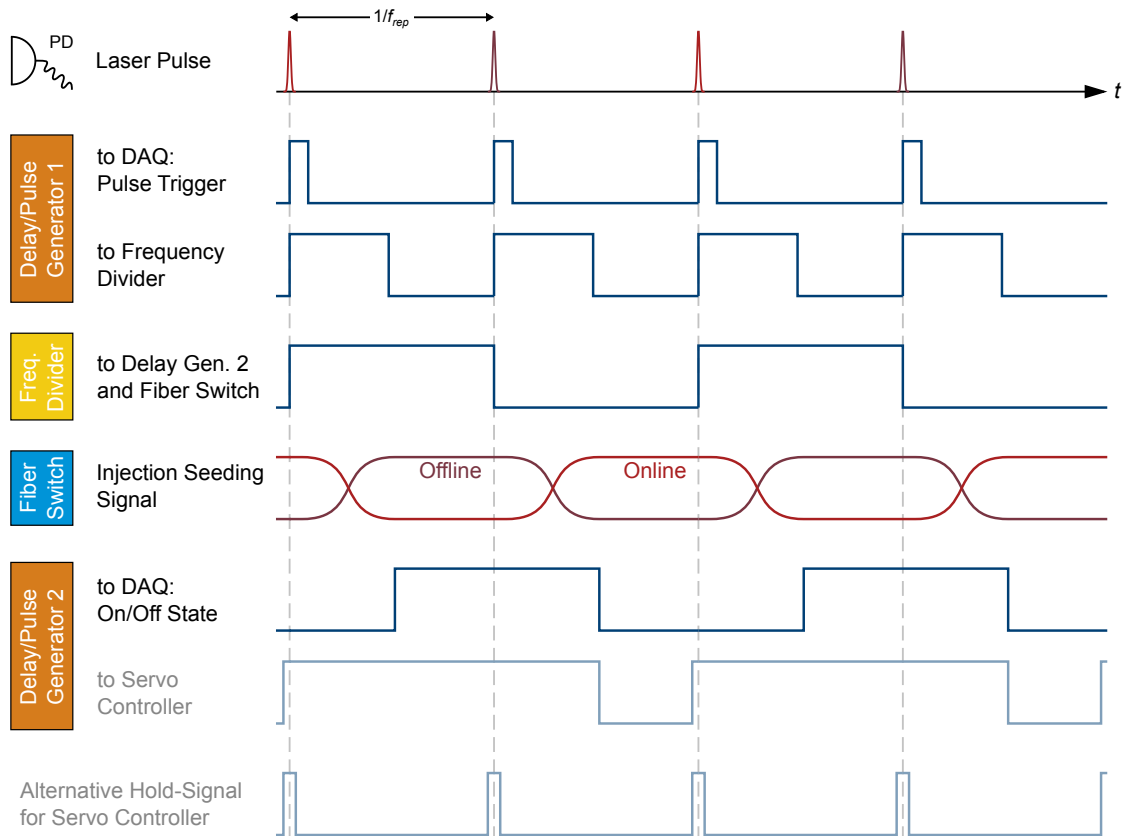 1/f_rep
PD
Laser Pulse
t
Delay/Pulse
Generator 1
to DAQ:
Pulse Trigger
to Frequency
Divider
Freq.
Divider
to Delay Gen. 2
and Fiber Switch
Fiber
Switch
Injection Seeding
Signal
Offline
Online
Delay/Pulse
Generator 2
to DAQ:
On/Off State
to Servo
Controller
Alternative Hold-Signal
for Servo Controller